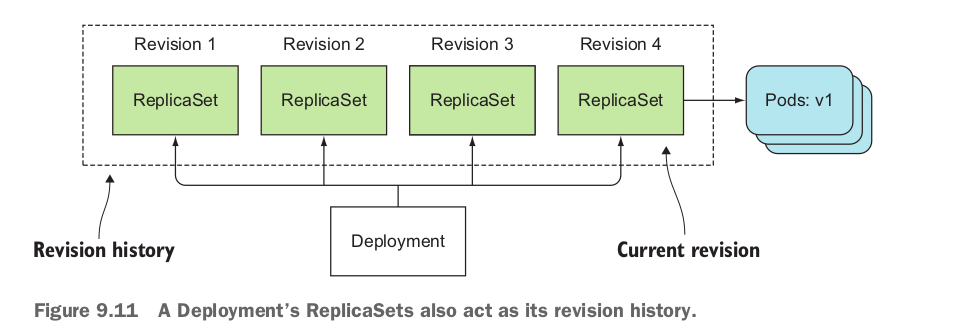 Revision 1 Revision 2 Revision 3 Revision 4
ReplicaSet ReplicaSet ReplicaSet ReplicaSet Pods: v1
Deployment
Revision history Current revision
Figure 9.11 A Deployment's ReplicaSets also act as its revision history.